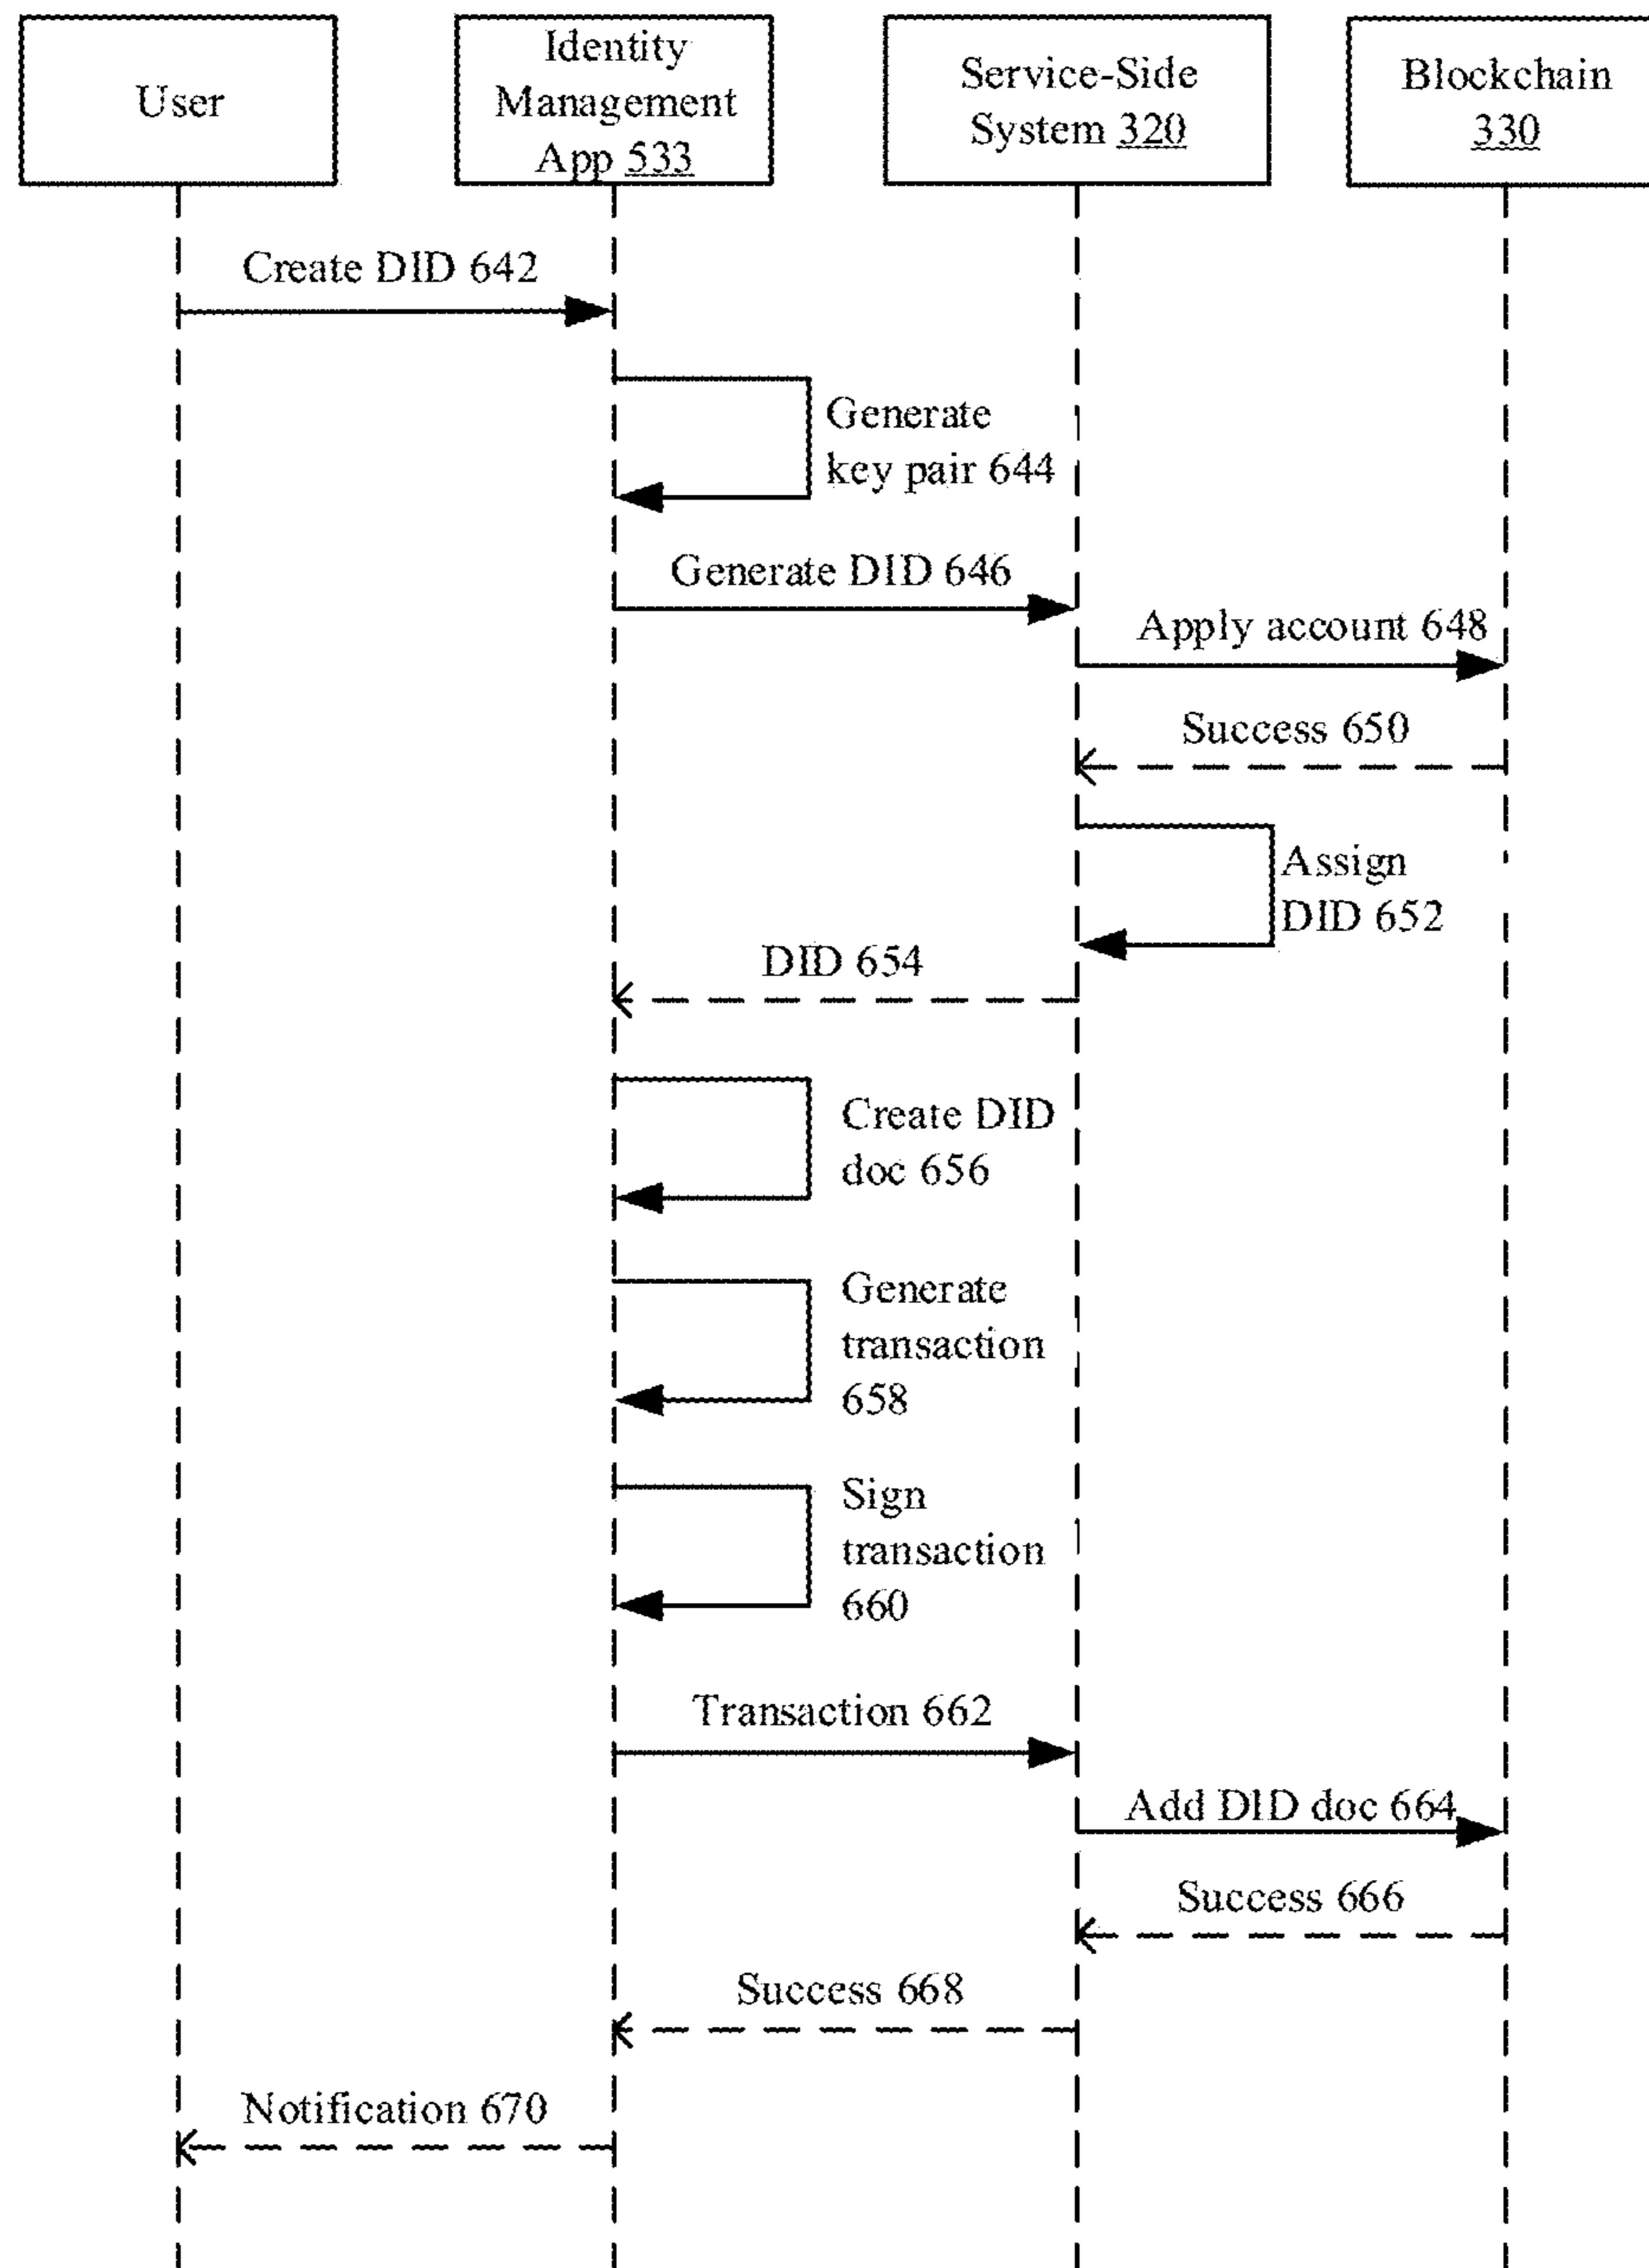 User
Identity
Management
App 533
Service-Side
System 320
Blockchain
330
Create DID 642
Generate
key pair 644
Generate DID 646
Apply account 648
Success 650
Assign
DID 652
DID 654
Create DID
doc 656
Generate
transaction
658
Sign
transaction
660
Transaction 662
Add DID doc 664
Success 666
Success 668
Notification 670